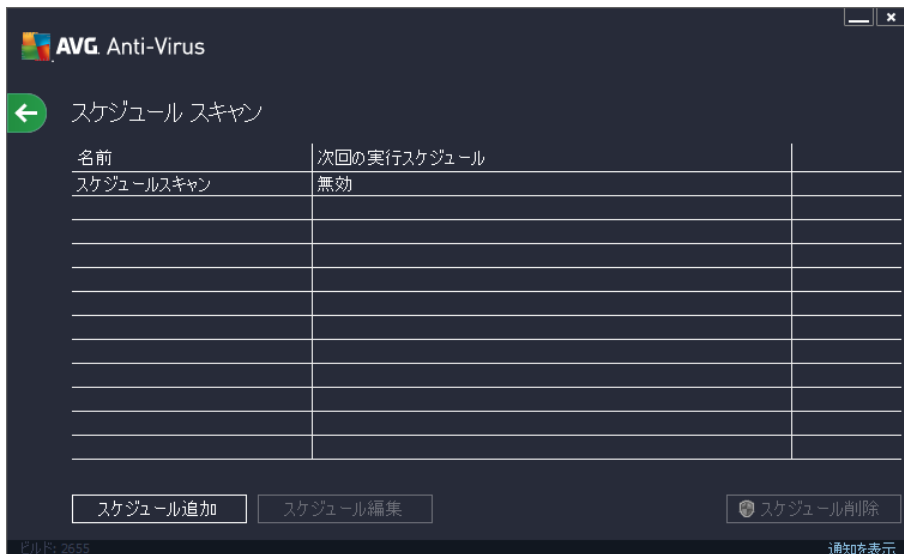 AVG Anti-Virus
スケジュール スキャン
名前 次回の実行スケジュール
スケジュールスキャン 無効
スケジュール追加 スケジュール編集 スケジュール削除
ビルド: 2655 通知を表示